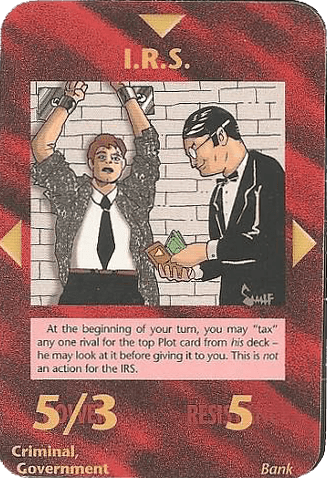 I.R.S.
SMIF
At the beginning of your turn, you may "tax"
any one rival for the top Plot card from his deck –
he may look at it before giving it to you. This is not
an action for the IRS.
5/3 5
Criminal,
Government
Bank